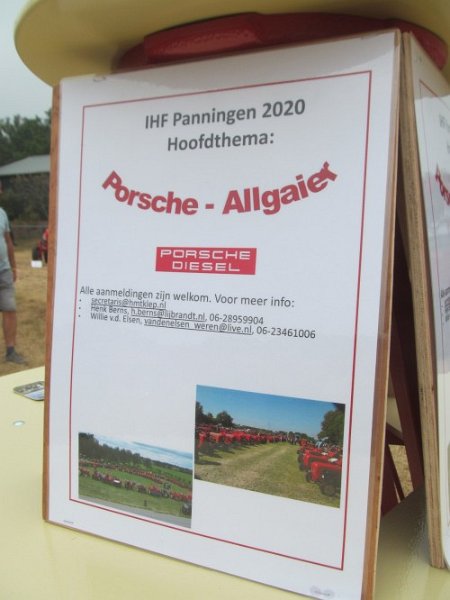 IHF Panningen 2020
Hoofdthema:
Porsche - Allgaier
PORSCHE
DIESEL
Alle aanmeldingen zijn welkom. Voor meer info:
• secretaris@hmtklep.nl
• Henk Berns, h.berns@lijbrandt.nl, 06-28959904
• Willie v.d. Elsen, vandenelsen_weren@live.nl, 06-23461006